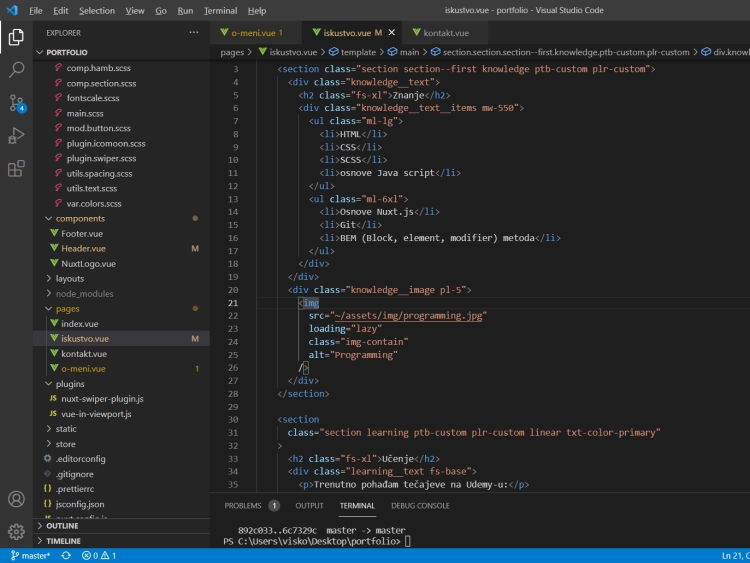 File Edit Selection View Go Run Terminal Help iskustvo.vue - portfolio - Visual Studio Code
EXPLORER ··· o-meni.vue 1 iskustvo.vue M × kontakt.vue
PORTFOLIO pages > iskustvo.vue > template > main > section.section.section--first.knowledge.ptb-custom.plr-custom > div.knowl
comp.hamb.scss
comp.section.scss
fontscale.scss
main.scss
mod.button.scss
plugin.icomoon.scss
plugin.swiper.scss
utils.spacing.scss
utils.text.scss
var.colors.scss
components
Footer.vue
Header.vue M
NuxtLogo.vue
layouts
node_modules
pages
index.vue
iskustvo.vue M
kontakt.vue
o-meni.vue 1
plugins
nuxt-swiper-plugin.js
vue-in-viewport.js
static
store
.editorconfig
.gitignore
.prettierrc
jsconfig.json
OUTLINE
TIMELINE
4
3 <section class="section section--first knowledge ptb-custom plr-custom">
4 <div class="knowledge__text">
5 <h2 class="fs-xl">Znanje</h2>
6 <div class="knowledge__text__items mw-550">
7 <ul class="ml-lg">
8 <li>HTML</li>
9 <li>CSS</li>
10 <li>SCSS</li>
11 <li>osnove Java script</li>
12 </ul>
13 <ul class="ml-6xl">
14 <li>Osnove Nuxt.js</li>
15 <li>Git</li>
16 <li>BEM (Block, element, modifier) metoda</li>
17 </ul>
18 </div>
19 </div>
20 <div class="knowledge__image pl-5">
21 <img
22 src="~/assets/img/programming.jpg"
23 loading="lazy"
24 class="img-contain"
25 alt="Programming"
26 />
27 </div>
28 </section>
29
30 <section
31 class="section learning ptb-custom plr-custom linear txt-color-primary"
32 >
33 <h2 class="fs-xl">Učenje</h2>
34 <div class="learning__text fs-base">
35 <p>Trenutno pohađam tečajeve na Udemy-u:</p>
PROBLEMS 1 OUTPUT TERMINAL DEBUG CONSOLE
892c033..6c7329c master -> master
PS C:\Users\visko\Desktop\portfolio>
master* 0 1 Ln 21, C